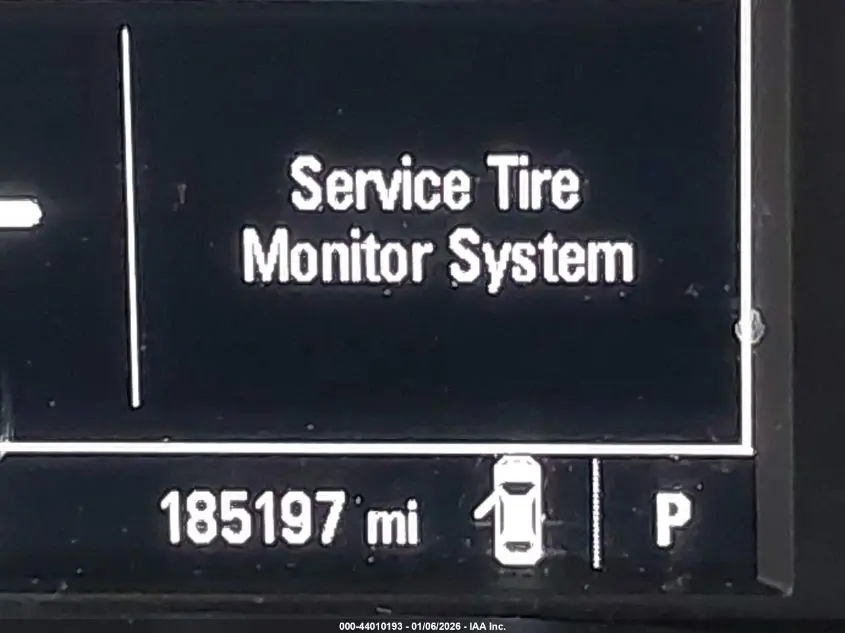 Service Tire
Monitor System
185197 mi
P
000-44010193 - 01/06/2026 - IAA Inc.